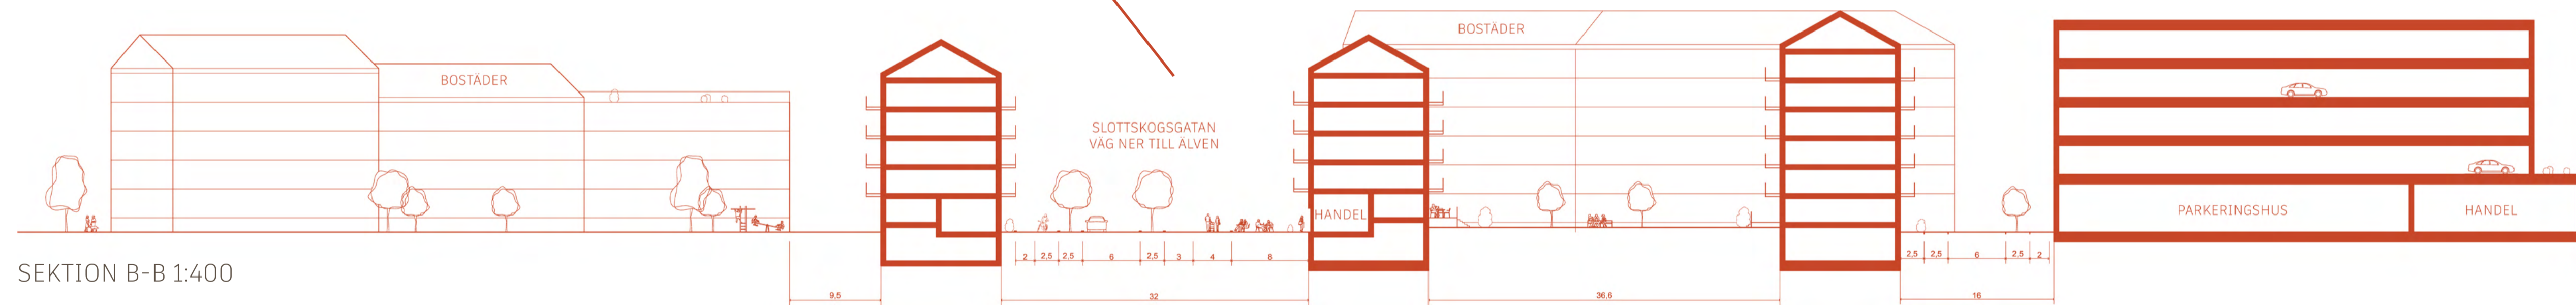 BOSTÄDER
BOSTÄDER
SLOTTSKOGSGATAN
VÄG NER TILL ÄLVEN
HANDEL
PARKERINGSHUS
HANDEL
2 2,5 2,5 6 2,5 3 4 8
2,5 2,5 6 2,5 2
SEKTION B-B 1:400
9,5 32 36,6 16